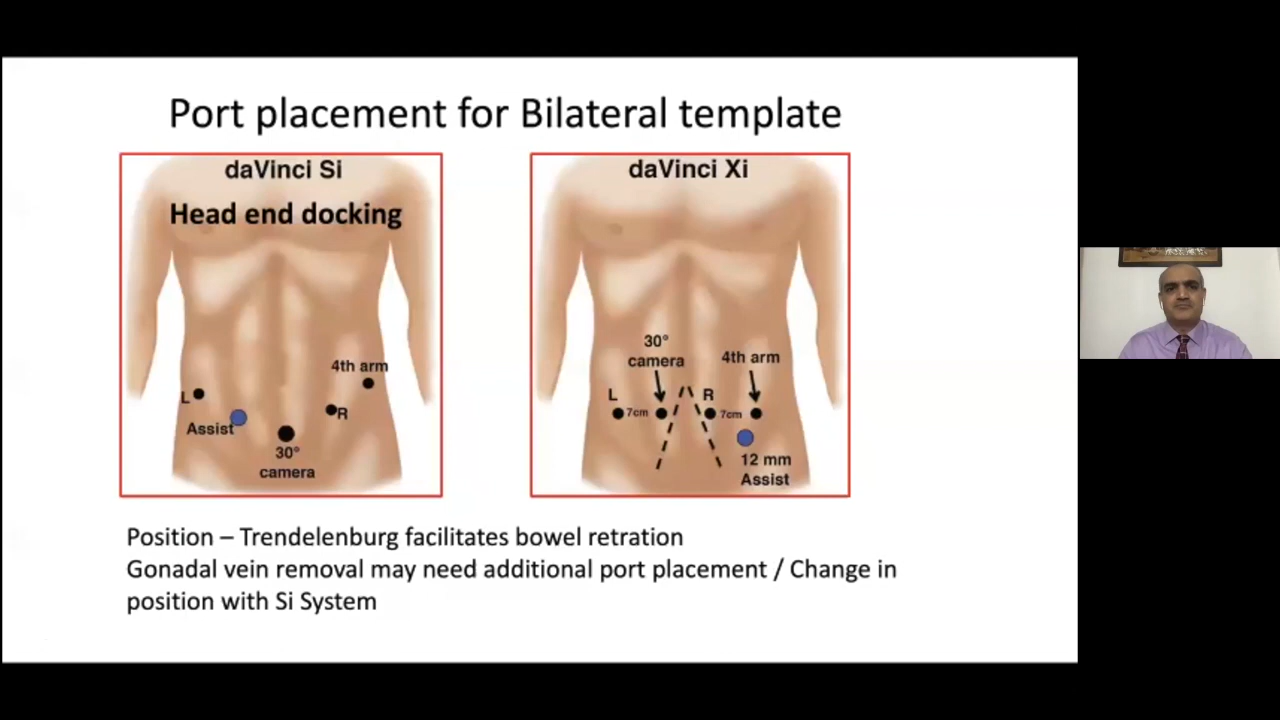 Port placement for Bilateral template
daVinci Si
Head end docking
4th arm
L
R
Assist
30°
camera
daVinci Xi
30°
camera
4th arm
L
R
7cm
7cm
12 mm
Assist
Position – Trendelenburg facilitates bowel retration
Gonadal vein removal may need additional port placement / Change in
position with Si System